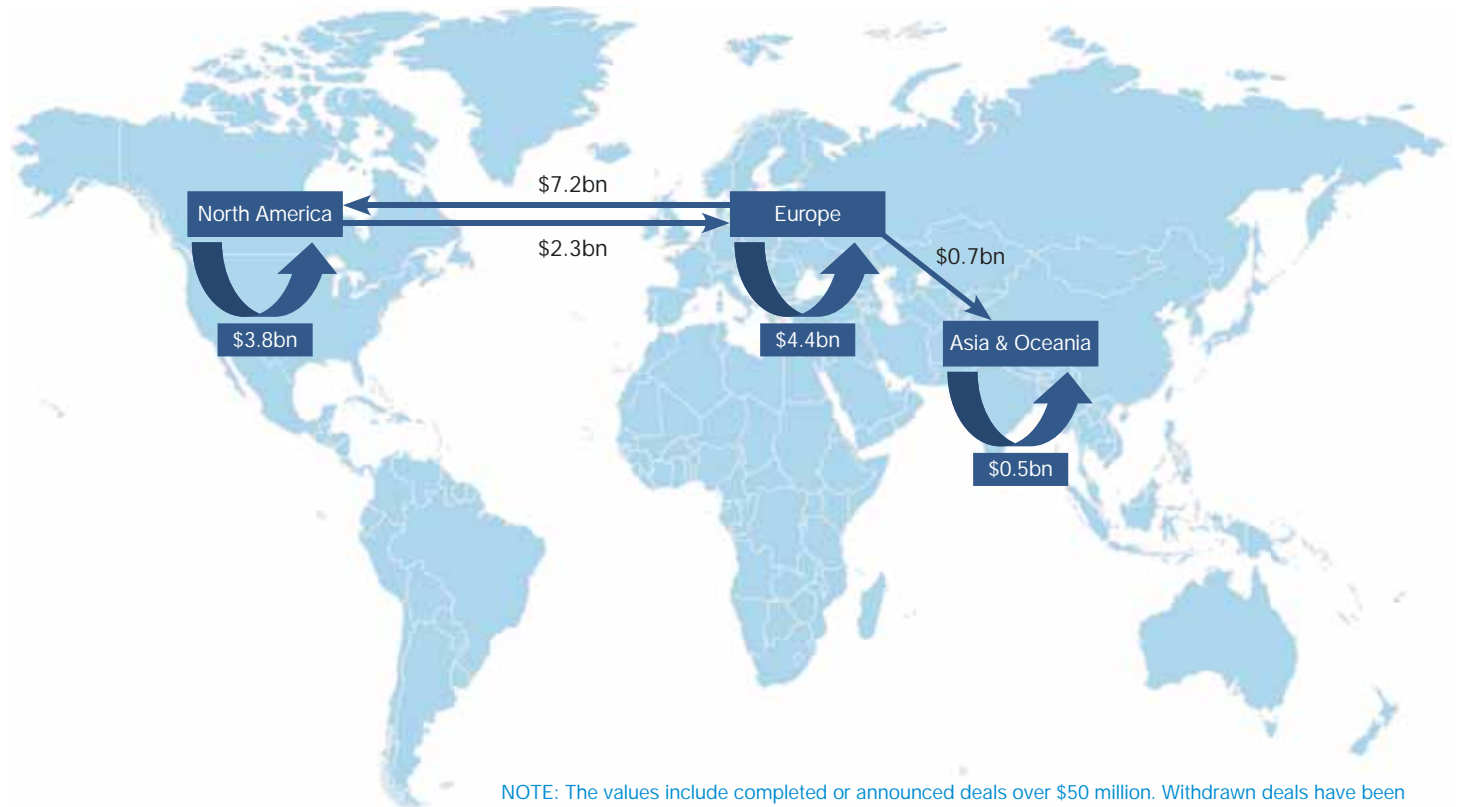 $7.2bn
North America
Europe
$2.3bn
$0.7bn
$3.8bn
$4.4bn
Asia & Oceania
$0.5bn
NOTE: The values include completed or announced deals over $50 million. Withdrawn deals have been